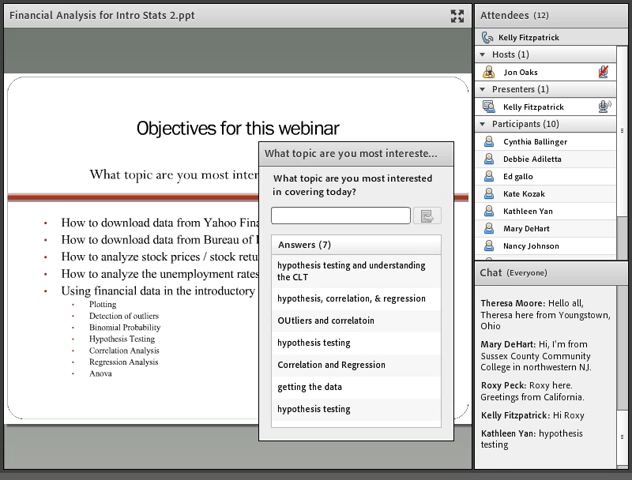 Financial Analysis for Intro Stats 2.ppt
Objectives for this webinar
What topic are you most inter
How to download data from Yahoo Fina
How to download data from Bureau of
How to analyze stock prices / stock retu
How to analyze the unemployment rates
Using financial data in the introductory
Plotting
Detection of outliers
Binomial Probability
Hypothesis Testing
Correlation Analysis
Regression Analysis
Anova
What topic are you most intereste...
What topic are you most interested
in covering today?
Answers (7)
hypothesis testing and understanding
the CLT
hypothesis, correlation, & regression
OUtliers and correlatoin
hypothesis testing
Correlation and Regression
getting the data
hypothesis testing
Attendees (12)
Kelly Fitzpatrick
Hosts (1)
Jon Oaks
Presenters (1)
Kelly Fitzpatrick
Participants (10)
Cynthia Ballinger
Debbie Adiletta
Ed gallo
Kate Kozak
Kathleen Yan
Mary DeHart
Nancy Johnson
Chat (Everyone)
Theresa Moore: Hello all,
Theresa here from Youngstown,
Ohio
Mary DeHart: Hi, I'm from
Sussex County Community
College in northwestern NJ.
Roxy Peck: Roxy here.
Greetings from California.
Kelly Fitzpatrick: Hi Roxy
Kathleen Yan: hypothesis
testing